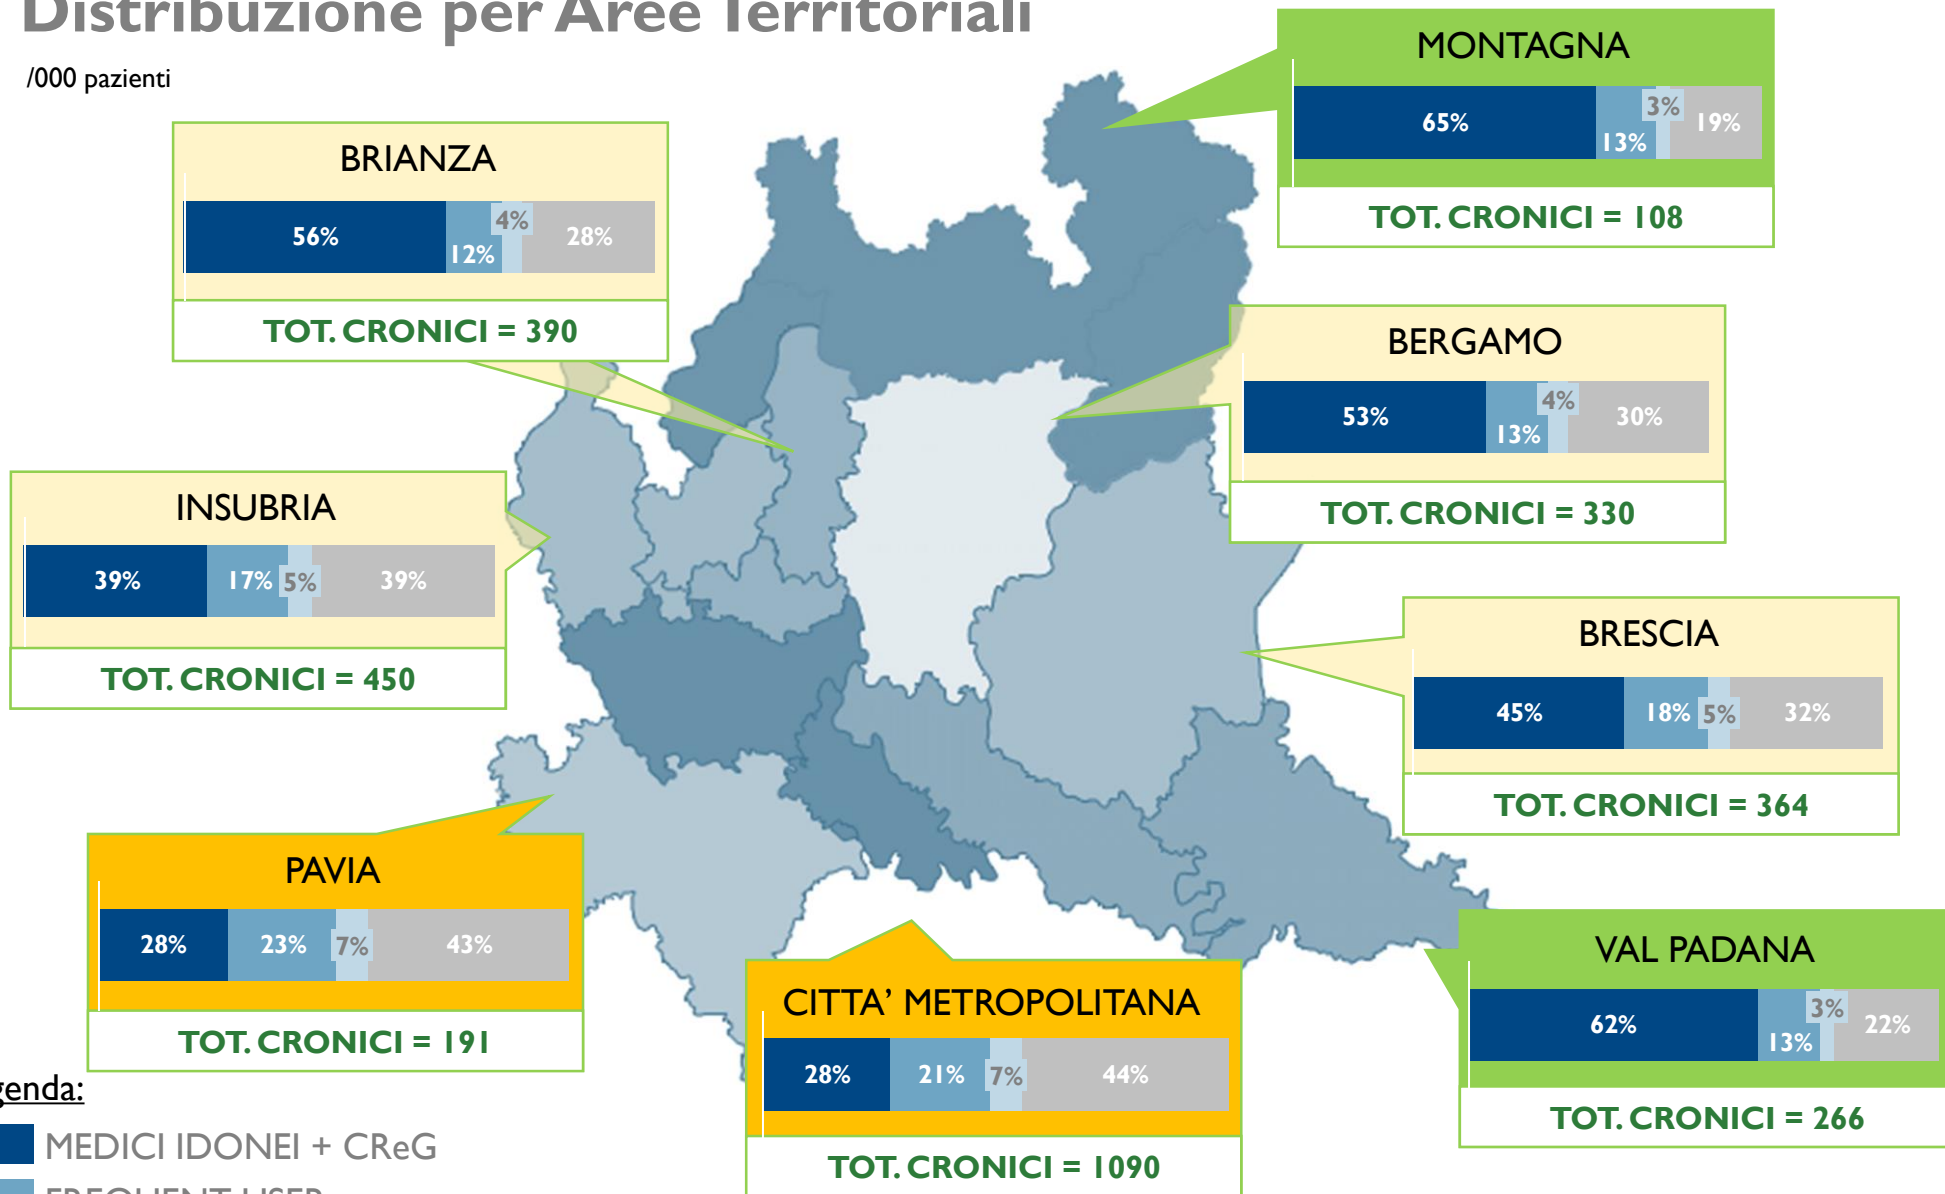 Distribuzione per Aree Territoriali
/000 pazienti
MONTAGNA
65%
13%
3%
19%
TOT. CRONICI = 108
BRIANZA
56%
12%
4%
28%
TOT. CRONICI = 390
BERGAMO
53%
13%
4%
30%
TOT. CRONICI = 330
INSUBRIA
39%
17%
5%
39%
TOT. CRONICI = 450
BRESCIA
45%
18%
5%
32%
TOT. CRONICI = 364
PAVIA
28%
23%
7%
43%
TOT. CRONICI = 191
CITTA’ METROPOLITANA
28%
21%
7%
44%
TOT. CRONICI = 1090
VAL PADANA
62%
13%
3%
22%
TOT. CRONICI = 266
genda:
MEDICI IDONEI + CReG
FREQUENT USER